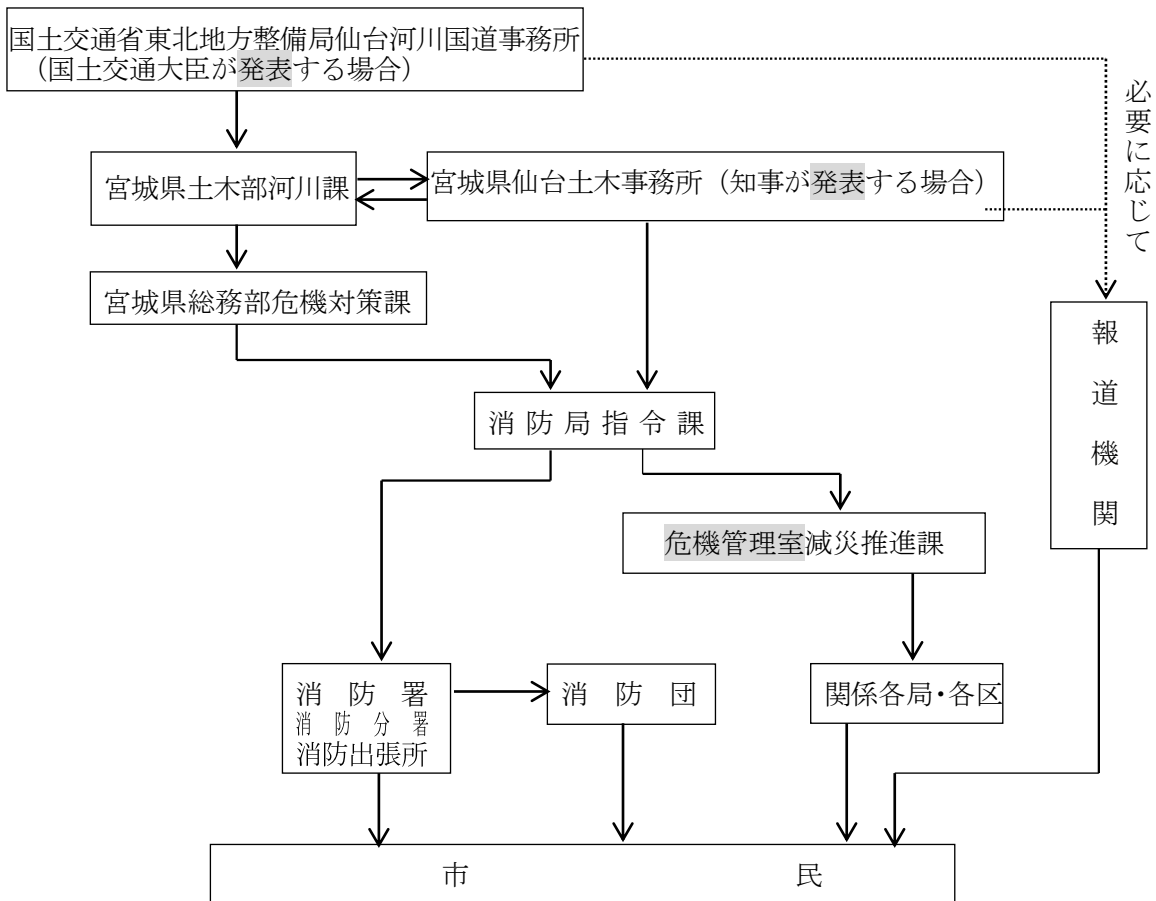 国土交通省東北地方整備局仙台河川国道事務所
（国土交通大臣が発表する場合）
必要に応じて
宮城県土木部河川課
宮城県仙台土木事務所（知事が発表する場合）
宮城県総務部危機対策課
報道機関
消防局指令課
危機管理室減災推進課
消防署
消防分署
消防出張所
消防団
関係各局・各区
市民